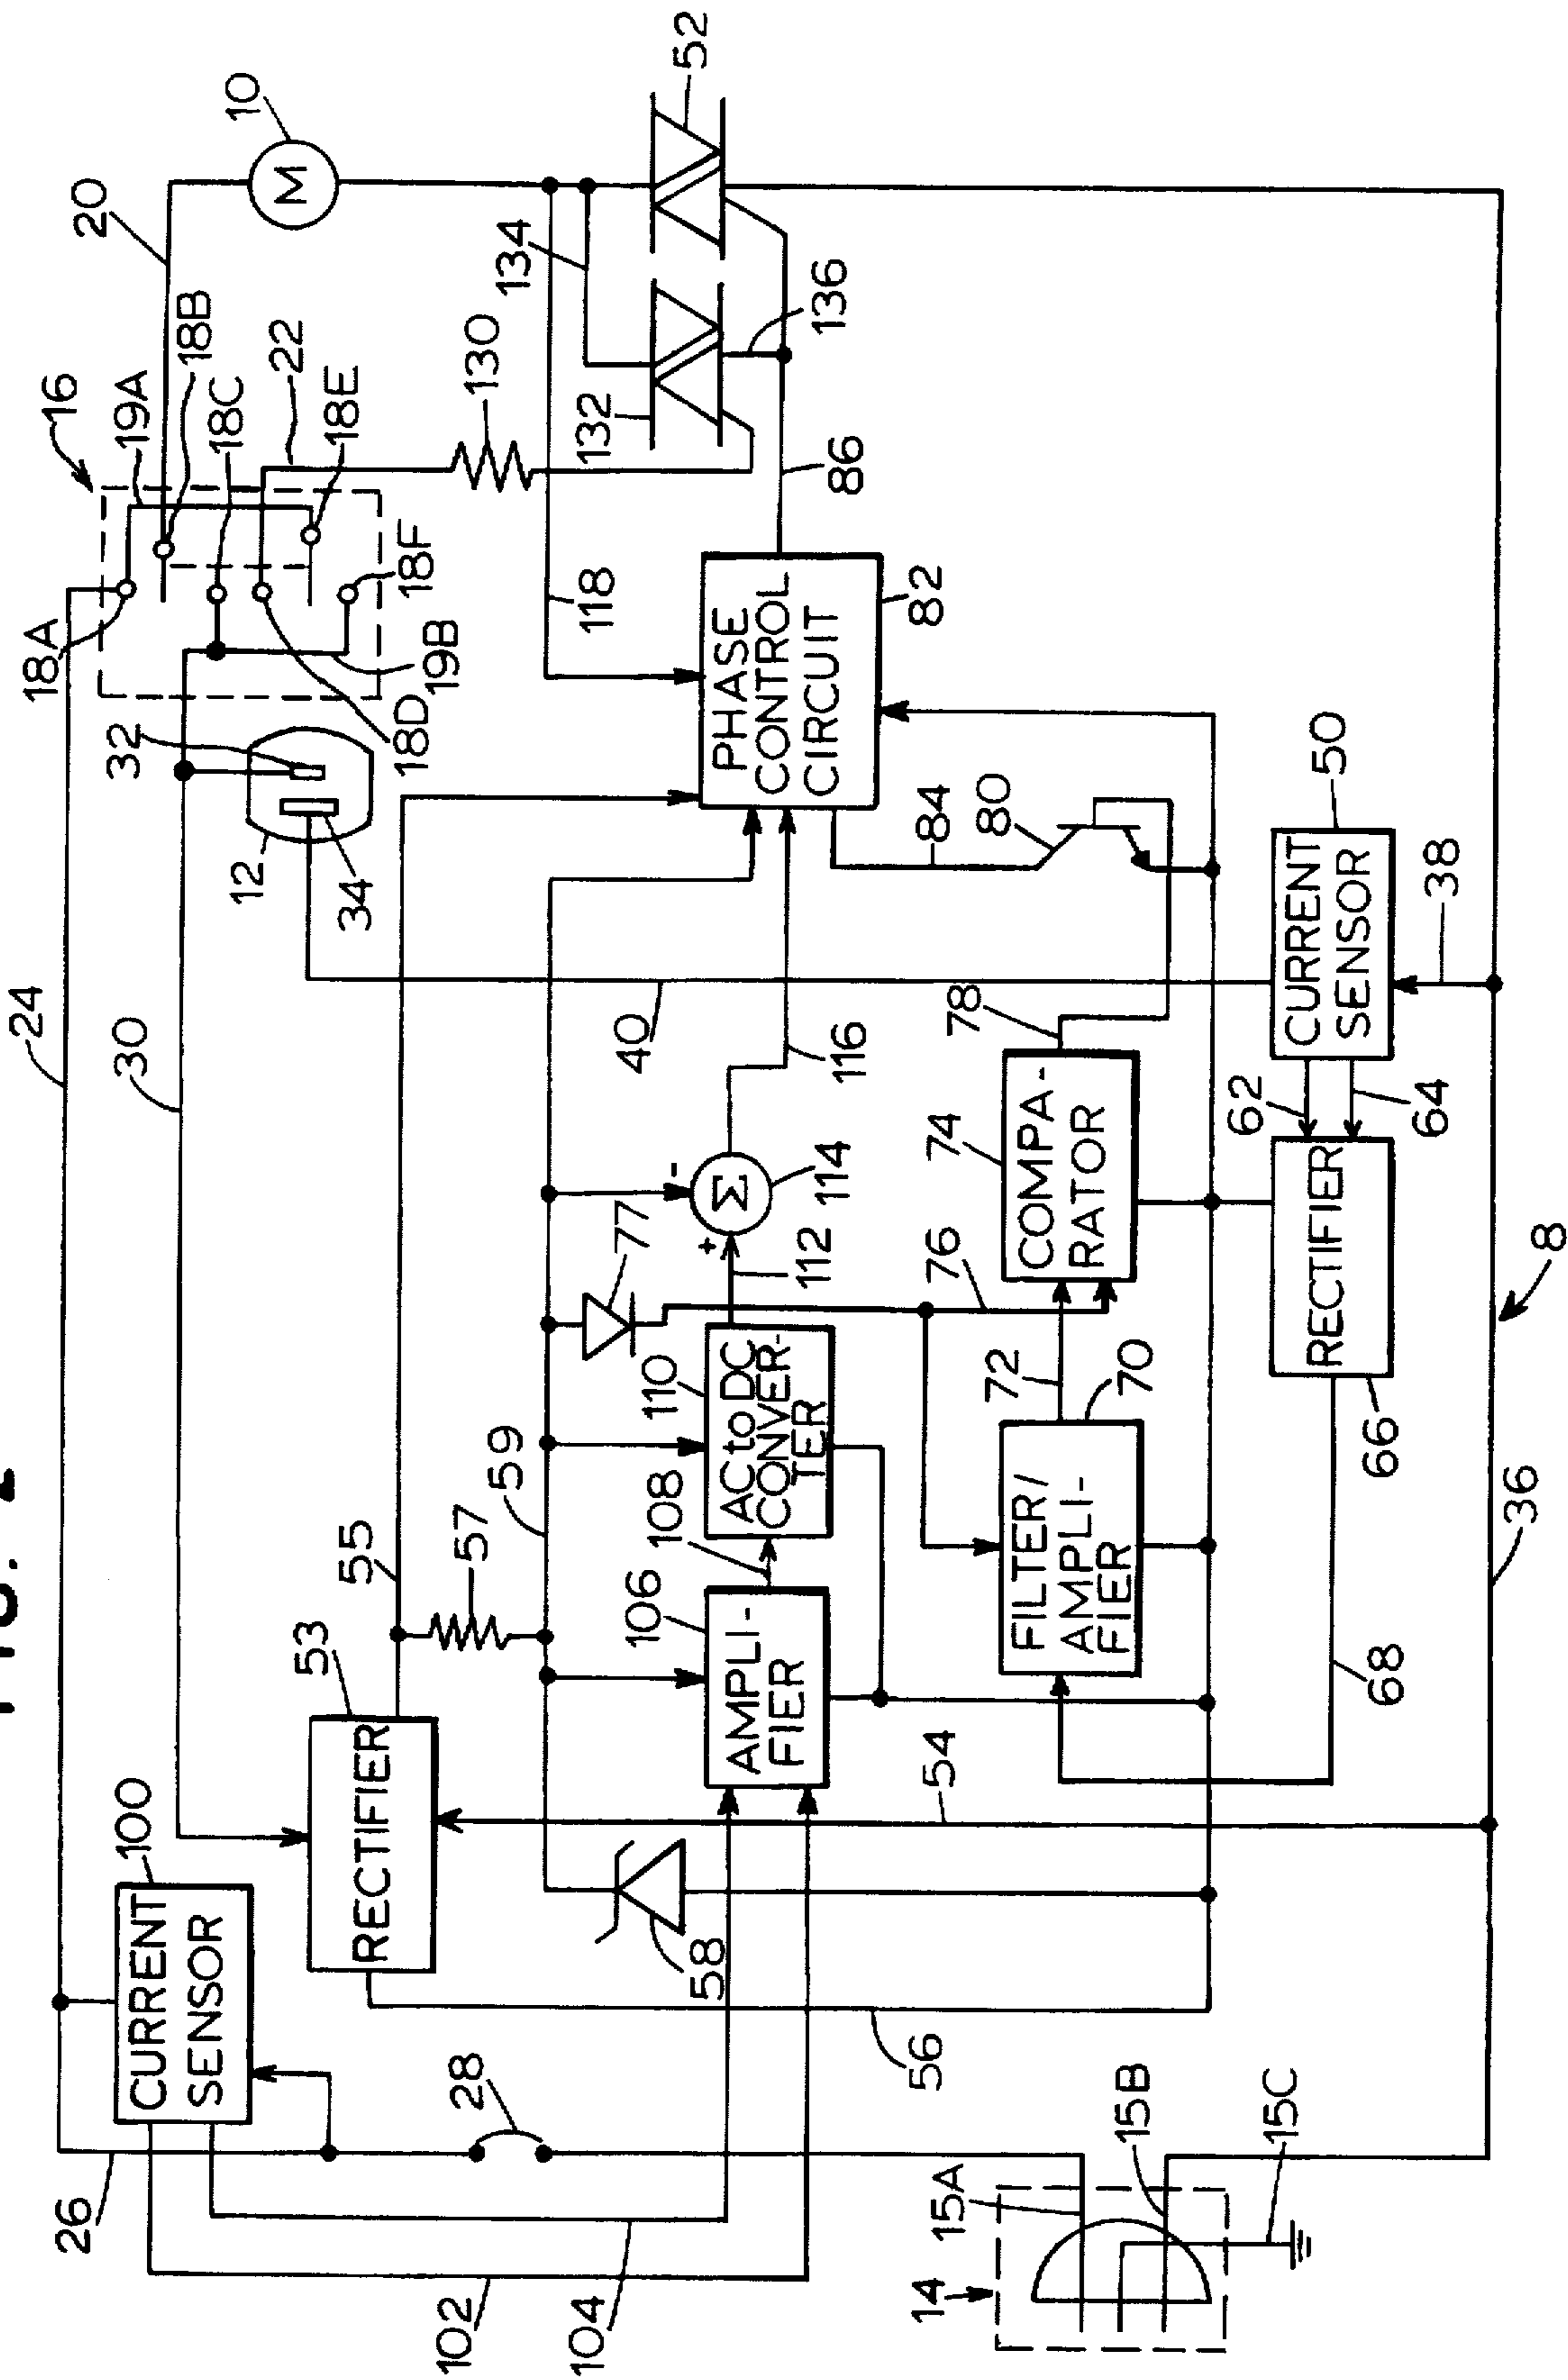 24
30
18A
16
19A
18B
20
10
18C
22
18E
18F
19B
18D
32
12
34
134
130
132
52
136
86
118
M
26
100
CURRENT
SENSOR
53
RECTIFIER
55
57
59
28
102
104
58
56
54
106
AMPLI-
FIER
108
110
AC to DC
CONVER-
TER
112
+
-
Σ
114
116
77
76
40
PHASE
CONTROL
CIRCUIT
82
84
80
78
74
COMPA-
RATOR
72
70
FILTER/
AMPLI-
FIER
68
66
RECTIFIER
62
64
CURRENT
SENSOR
50
38
36
8
14
15A
15B
15C